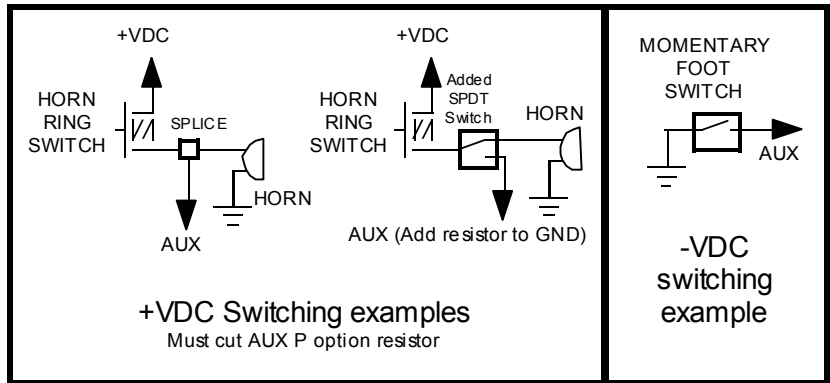 +VDC
HORN
RING
SWITCH
SPLICE
HORN
AUX
+VDC
HORN
RING
SWITCH
Added
SPDT
Switch
HORN
AUX (Add resistor to GND)
+VDC Switching examples
Must cut AUX P option resistor
MOMENTARY
FOOT
SWITCH
AUX
-VDC
switching
example